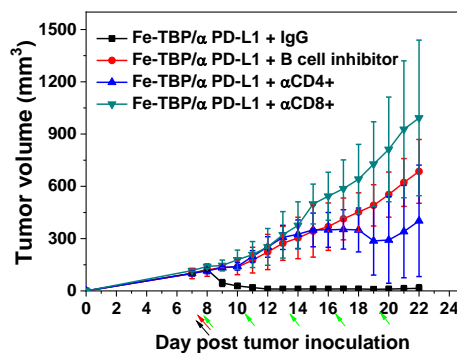 Tumor volume (mm³)
1500
1200
900
600
300
0
Fe-TBP/α PD-L1 + IgG
Fe-TBP/α PD-L1 + B cell inhibitor
Fe-TBP/α PD-L1 + αCD4+
Fe-TBP/α PD-L1 + αCD8+
0 2 4 6 8 10 12 14 16 18 20 22
Day post tumor inoculation